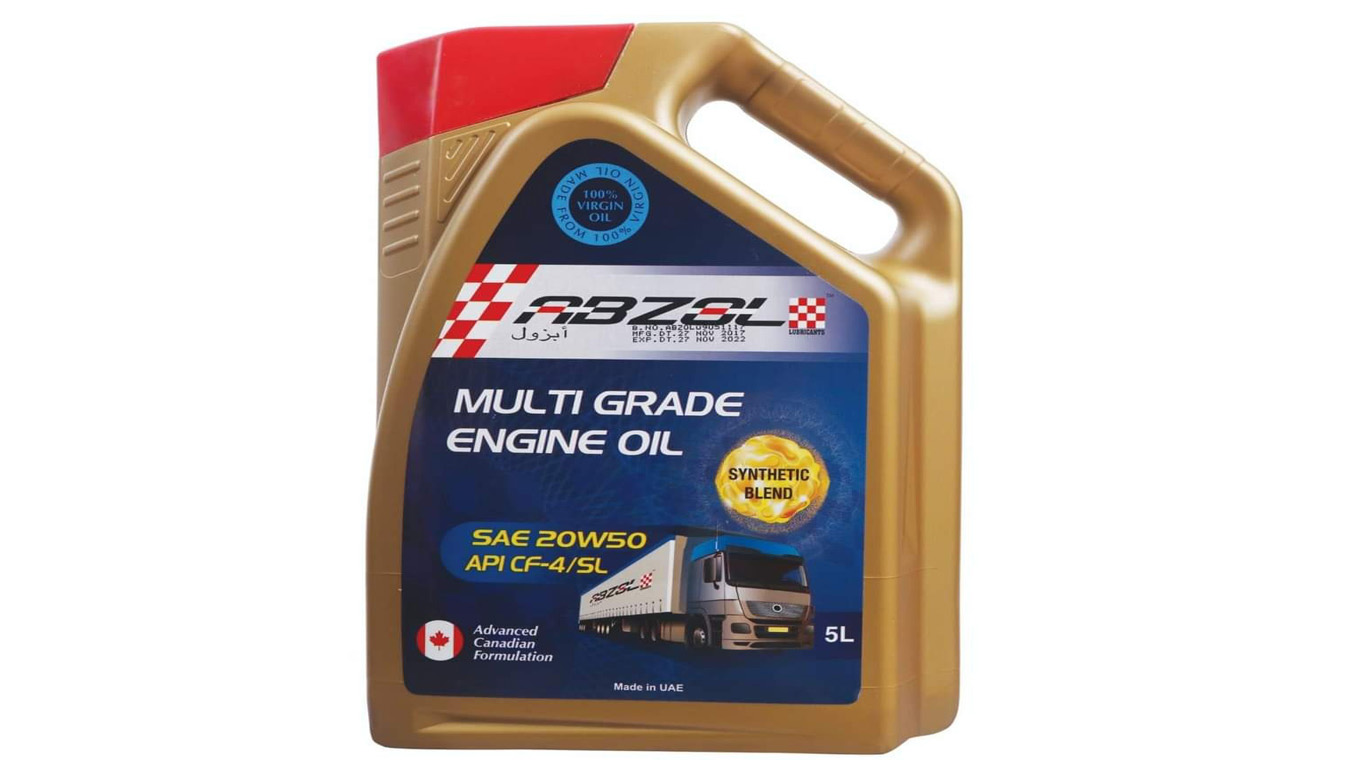 MADE FROM 100% VIRGIN OIL
100%
VIRGIN
OIL
ABZOL
™
LUBRICANTS
أبزول
B.NO.ABZOL09051117
MFG.DT.27 NOV 2017
EXP.DT.27 NOV 2022
MULTI GRADE
ENGINE OIL
SYNTHETIC
BLEND
SAE 20W50
API CF-4/SL
ABZOL
5L
Advanced
Canadian
Formulation
Made in UAE